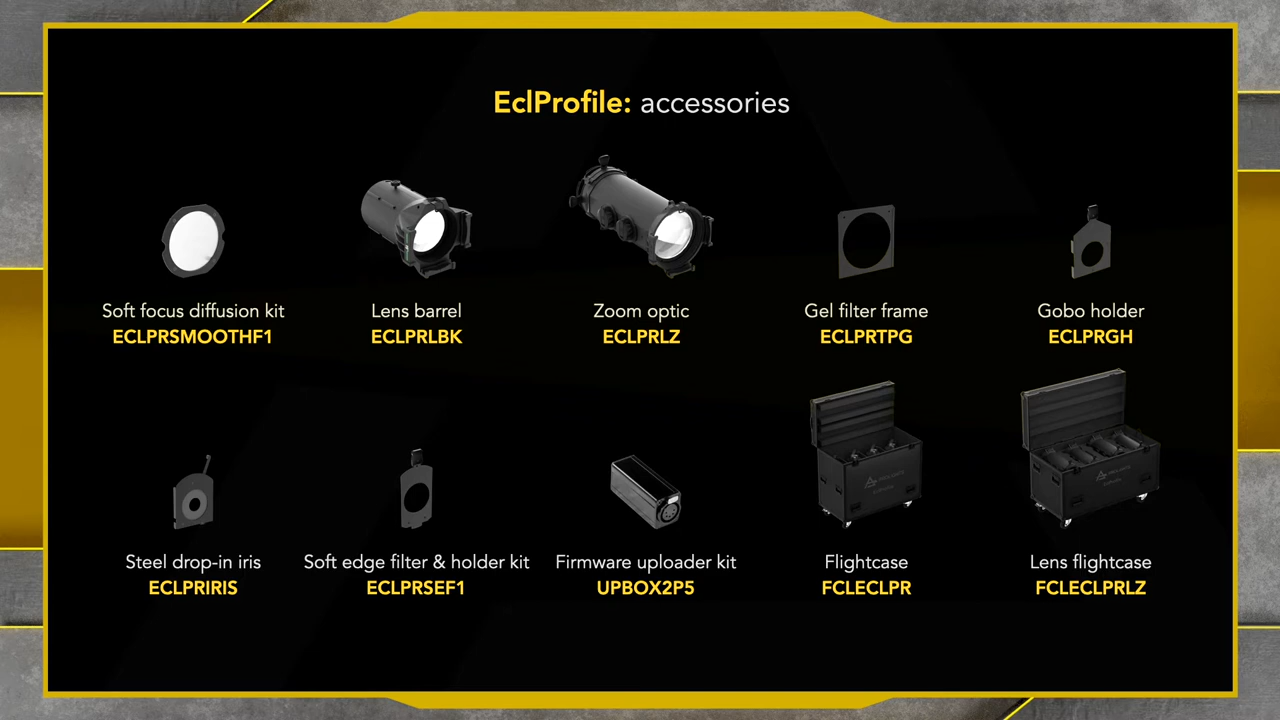 EclProfile: accessories
Soft focus diffusion kit
ECLPRSMOOTHF1
Lens barrel
ECLPRLBK
Zoom optic
ECLPRLZ
Gel filter frame
ECLPRTPG
Gobo holder
ECLPRGH
Steel drop-in iris
ECLPRIRIS
Soft edge filter & holder kit
ECLPRSEF1
Firmware uploader kit
UPBOX2P5
Flightcase
FCLECLPR
Lens flightcase
FCLECLPRLZ